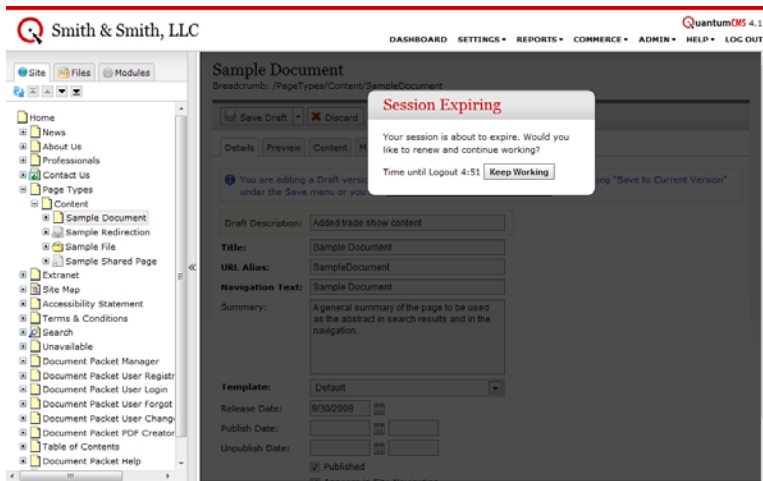 Smith & Smith, LLC
QuantumCMS 4.1
DASHBOARD SETTINGS REPORTS COMMERCE ADMIN HELP LOG OUT
Site Files Modules
Home
News
About Us
Professionals
Contact Us
Page Types
Content
Sample Document
Sample Redirection
Sample File
Sample Shared Page
Extranet
Site Map
Accessibility Statement
Terms & Conditions
Search
Unavailable
Document Packet Manager
Document Packet User Registr
Document Packet User Login
Document Packet User Forgot
Document Packet User Chang
Document Packet PDF Creator
Table of Contents
Document Packet Help
Sample Document
Breadcrumb: /PageTypes/Content/SampleDocument
Save Draft Discard
Details Preview Content M
Session Expiring
Your session is about to expire. Would you
like to renew and continue working?
Time until Logout 4:51 Keep Working
You are editing a Draft versio "Save to Current Version"
under the Save menu or you
Draft Description: Added trade show content
Title: Sample Document
URL Alias: SampleDocument
Navigation Text: Sample Document
Summary: A general summary of the page to be used
as the abstract in search results and in the
navigation.
Template: Default
Release Date: 9/30/2008
Publish Date:
Unpublish Date:
Published